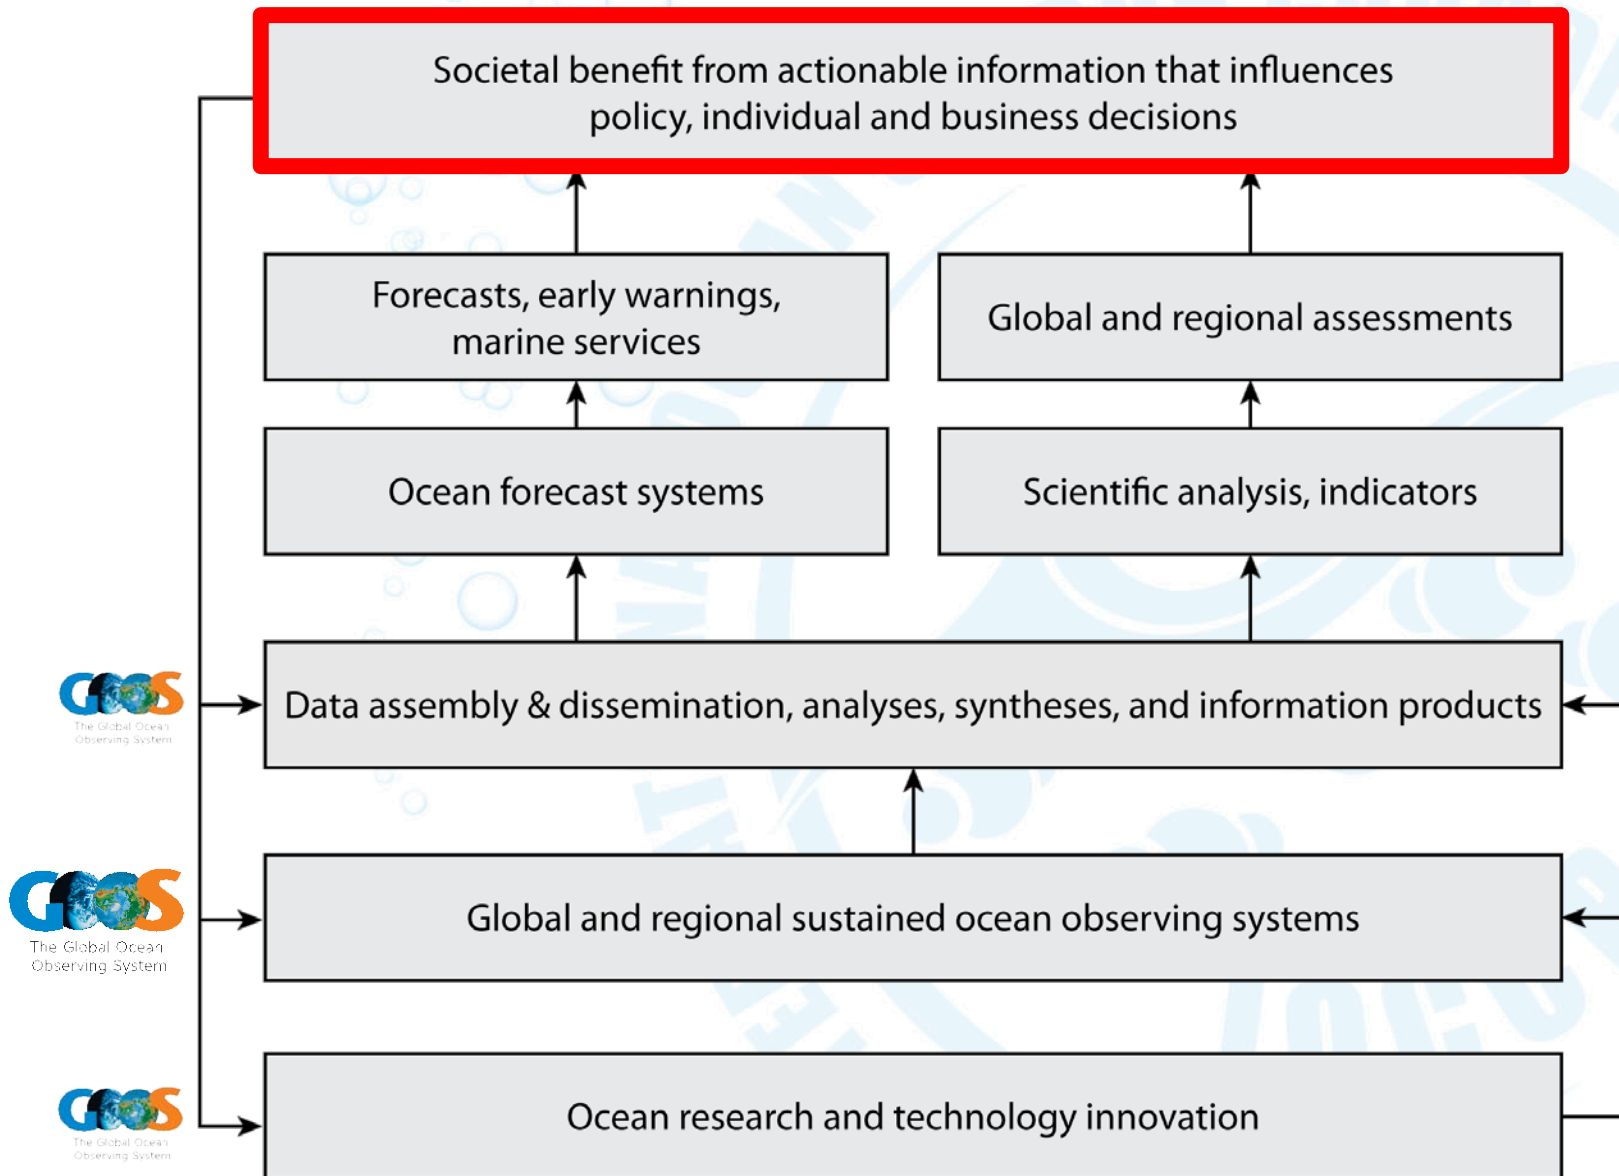 Societal benefit from actionable information that influences
policy, individual and business decisions
Forecasts, early warnings,
marine services
Global and regional assessments
Ocean forecast systems
Scientific analysis, indicators
GOOS
The Global Ocean
Observing System
Data assembly & dissemination, analyses, syntheses, and information products
GOOS
The Global Ocean
Observing System
Global and regional sustained ocean observing systems
GOOS
The Global Ocean
Observing System
Ocean research and technology innovation